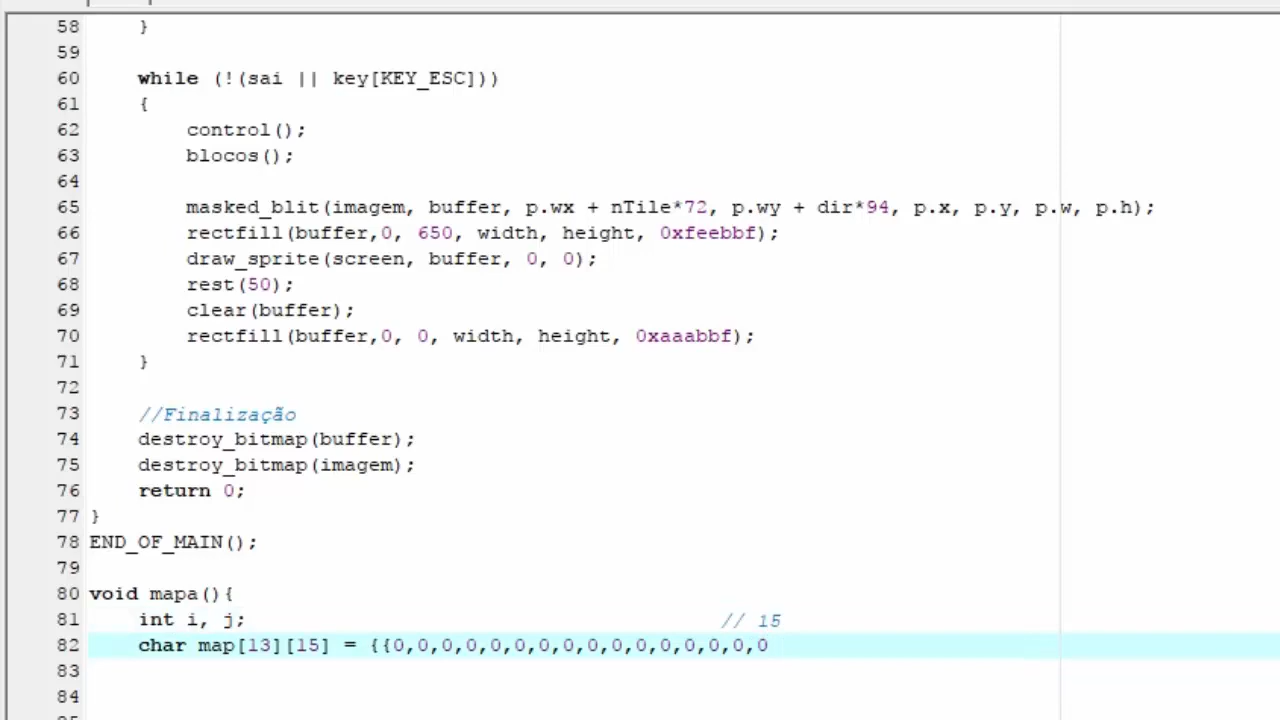 58 }
59
60 while (!(sai || key[KEY_ESC]))
61 {
62 control();
63 blocos();
64
65 masked_blit(imagem, buffer, p.wx + nTile*72, p.wy + dir*94, p.x, p.y, p.w, p.h);
66 rectfill(buffer,0, 650, width, height, 0xfeebbf);
67 draw_sprite(screen, buffer, 0, 0);
68 rest(50);
69 clear(buffer);
70 rectfill(buffer,0, 0, width, height, 0xaaabbf);
71 }
72
73 //Finalização
74 destroy_bitmap(buffer);
75 destroy_bitmap(imagem);
76 return 0;
77 }
78 END_OF_MAIN();
79
80 void mapa(){
81 int i, j; // 15
82 char map[13][15] = {{0,0,0,0,0,0,0,0,0,0,0,0,0,0,0,0
83
84